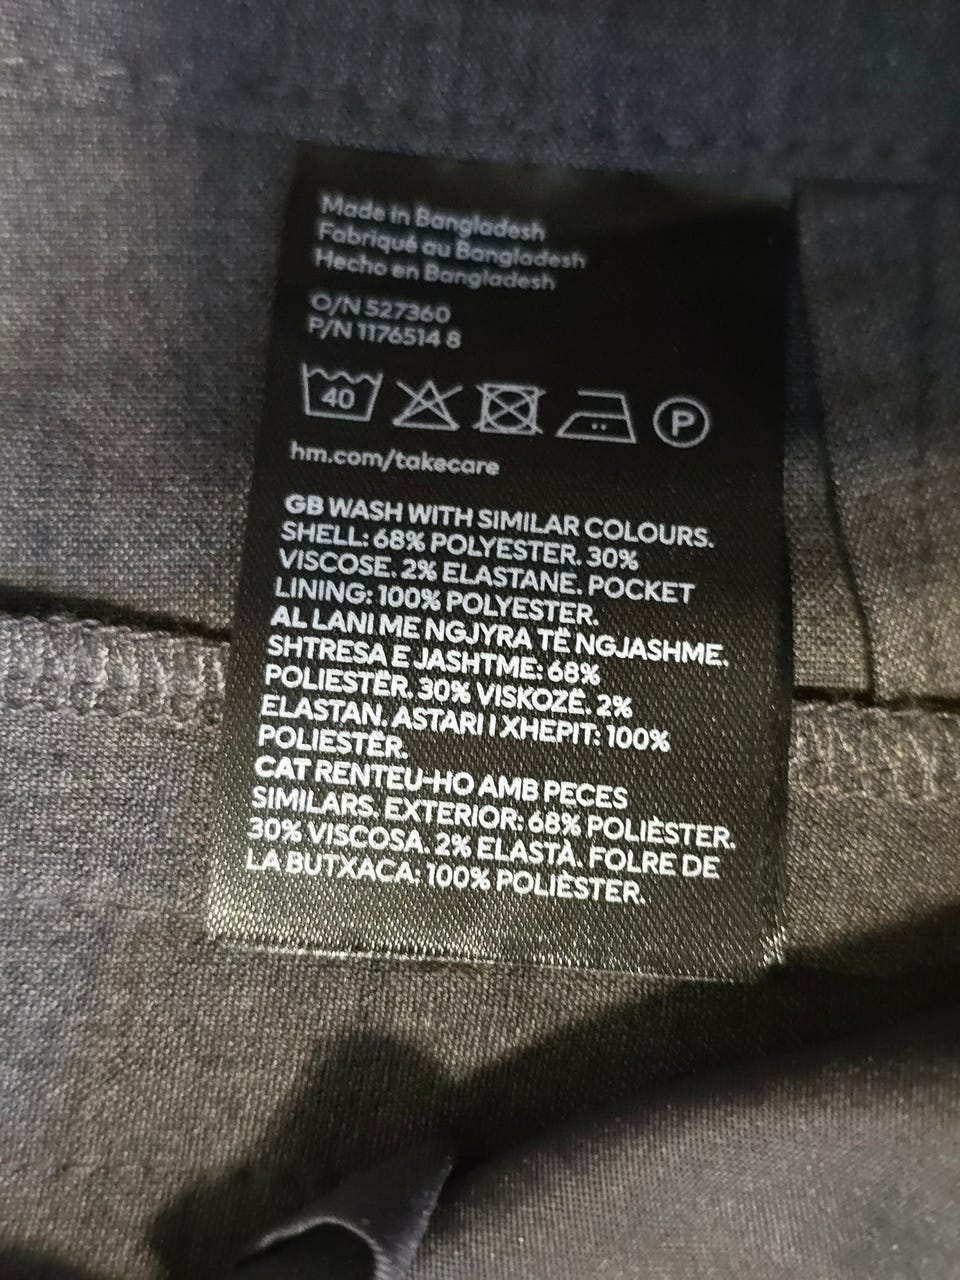 Made in Bangladesh
Fabriqué au Bangladesh
Hecho en Bangladesh
O/N 527360
P/N 1176514 8
40
P
hm.com/takecare
GB WASH WITH SIMILAR COLOURS.
SHELL: 68% POLYESTER. 30%
VISCOSE. 2% ELASTANE. POCKET
LINING: 100% POLYESTER.
AL LANI ME NGJYRA TË NGJASHME.
SHTRESA E JASHTME: 68%
POLIESTËR. 30% VISKOZË. 2%
ELASTAN. ASTARI I XHEPIT: 100%
POLIESTËR.
CAT RENTEU-HO AMB PECES
SIMILARS. EXTERIOR: 68% POLIÈSTER.
30% VISCOSA. 2% ELASTÀ. FOLRE DE
LA BUTXACA: 100% POLIÈSTER.